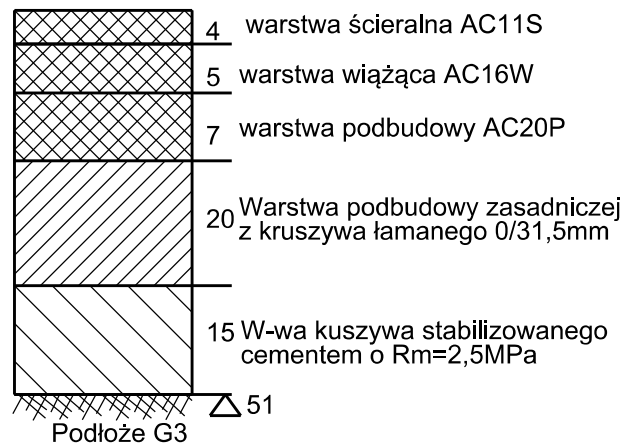 4 warstwa ścieralna AC11S
5 warstwa wiążąca AC16W
7 warstwa podbudowy AC20P
20 Warstwa podbudowy zasadniczej
z kruszywa łamanego 0/31,5mm
15 W-wa kuszywa stabilizowanego
cementem o Rm=2,5MPa
51
Podłoże G3